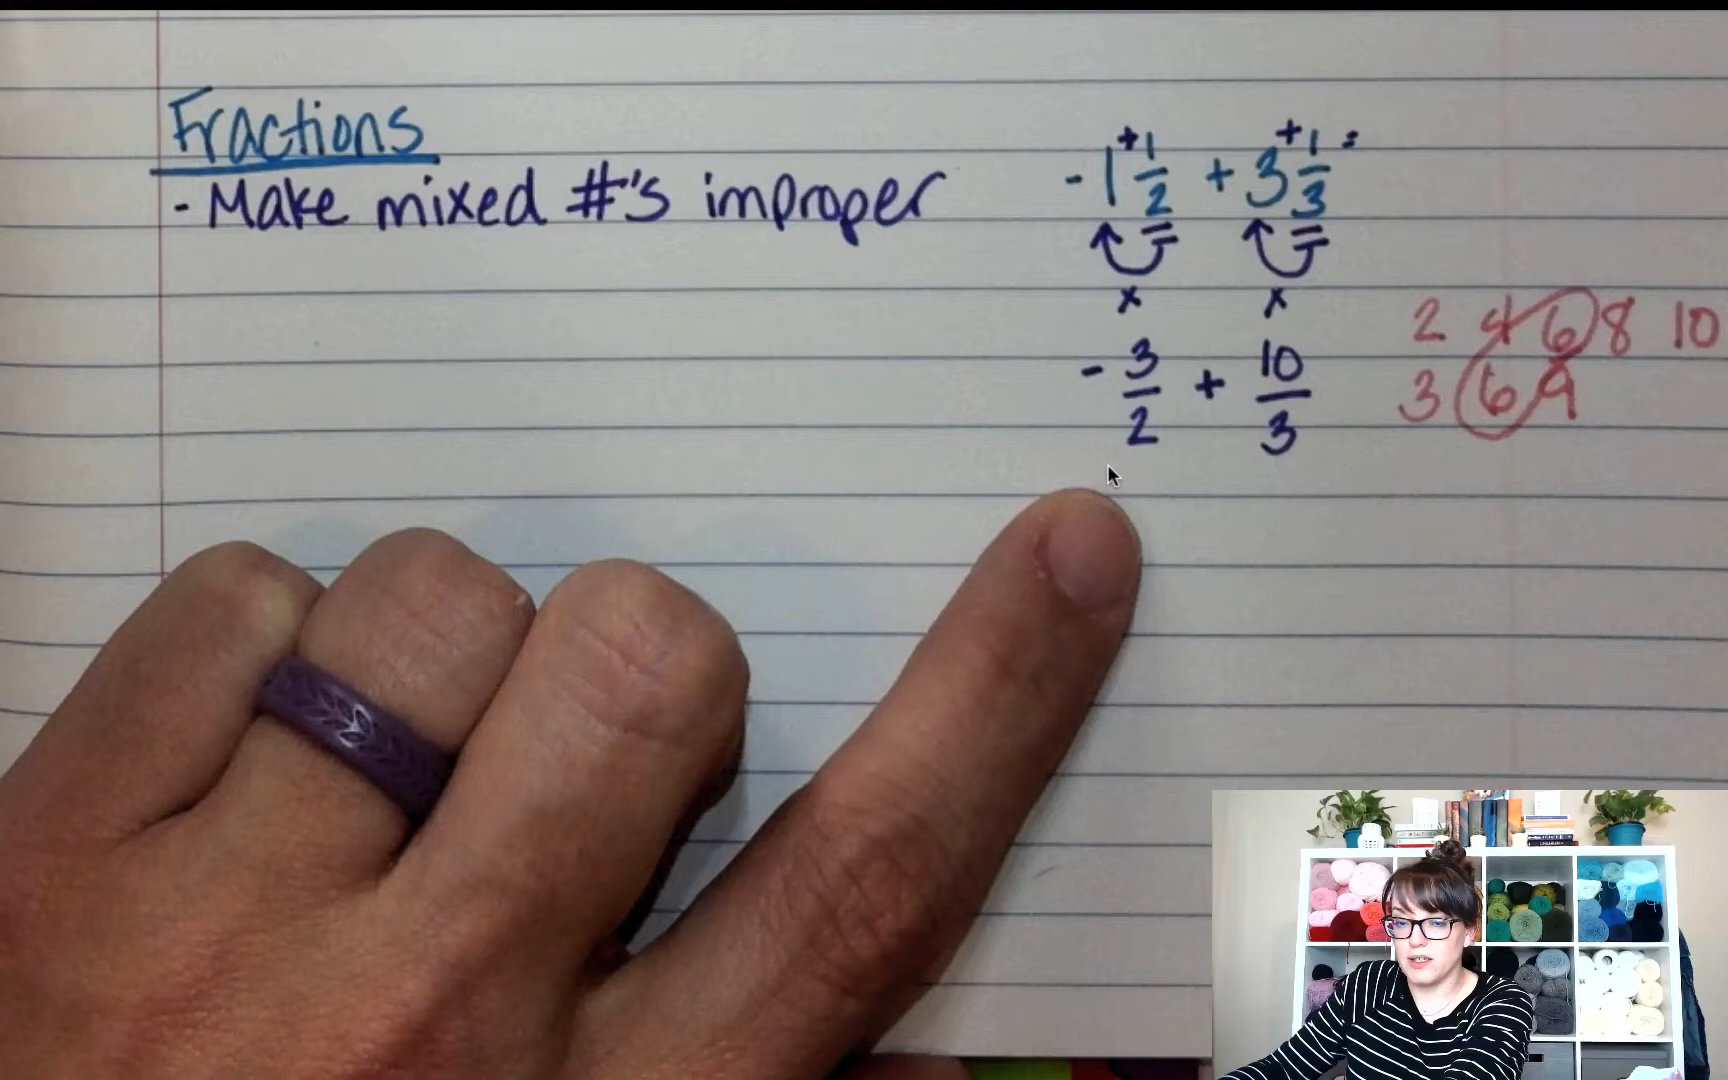 Fractions
- Make mixed #'s improper
- 1 + 1/2 + 3 + 1/3 =
x x
- 3/2 + 10/3
2 4 6 8 10
3 6 9